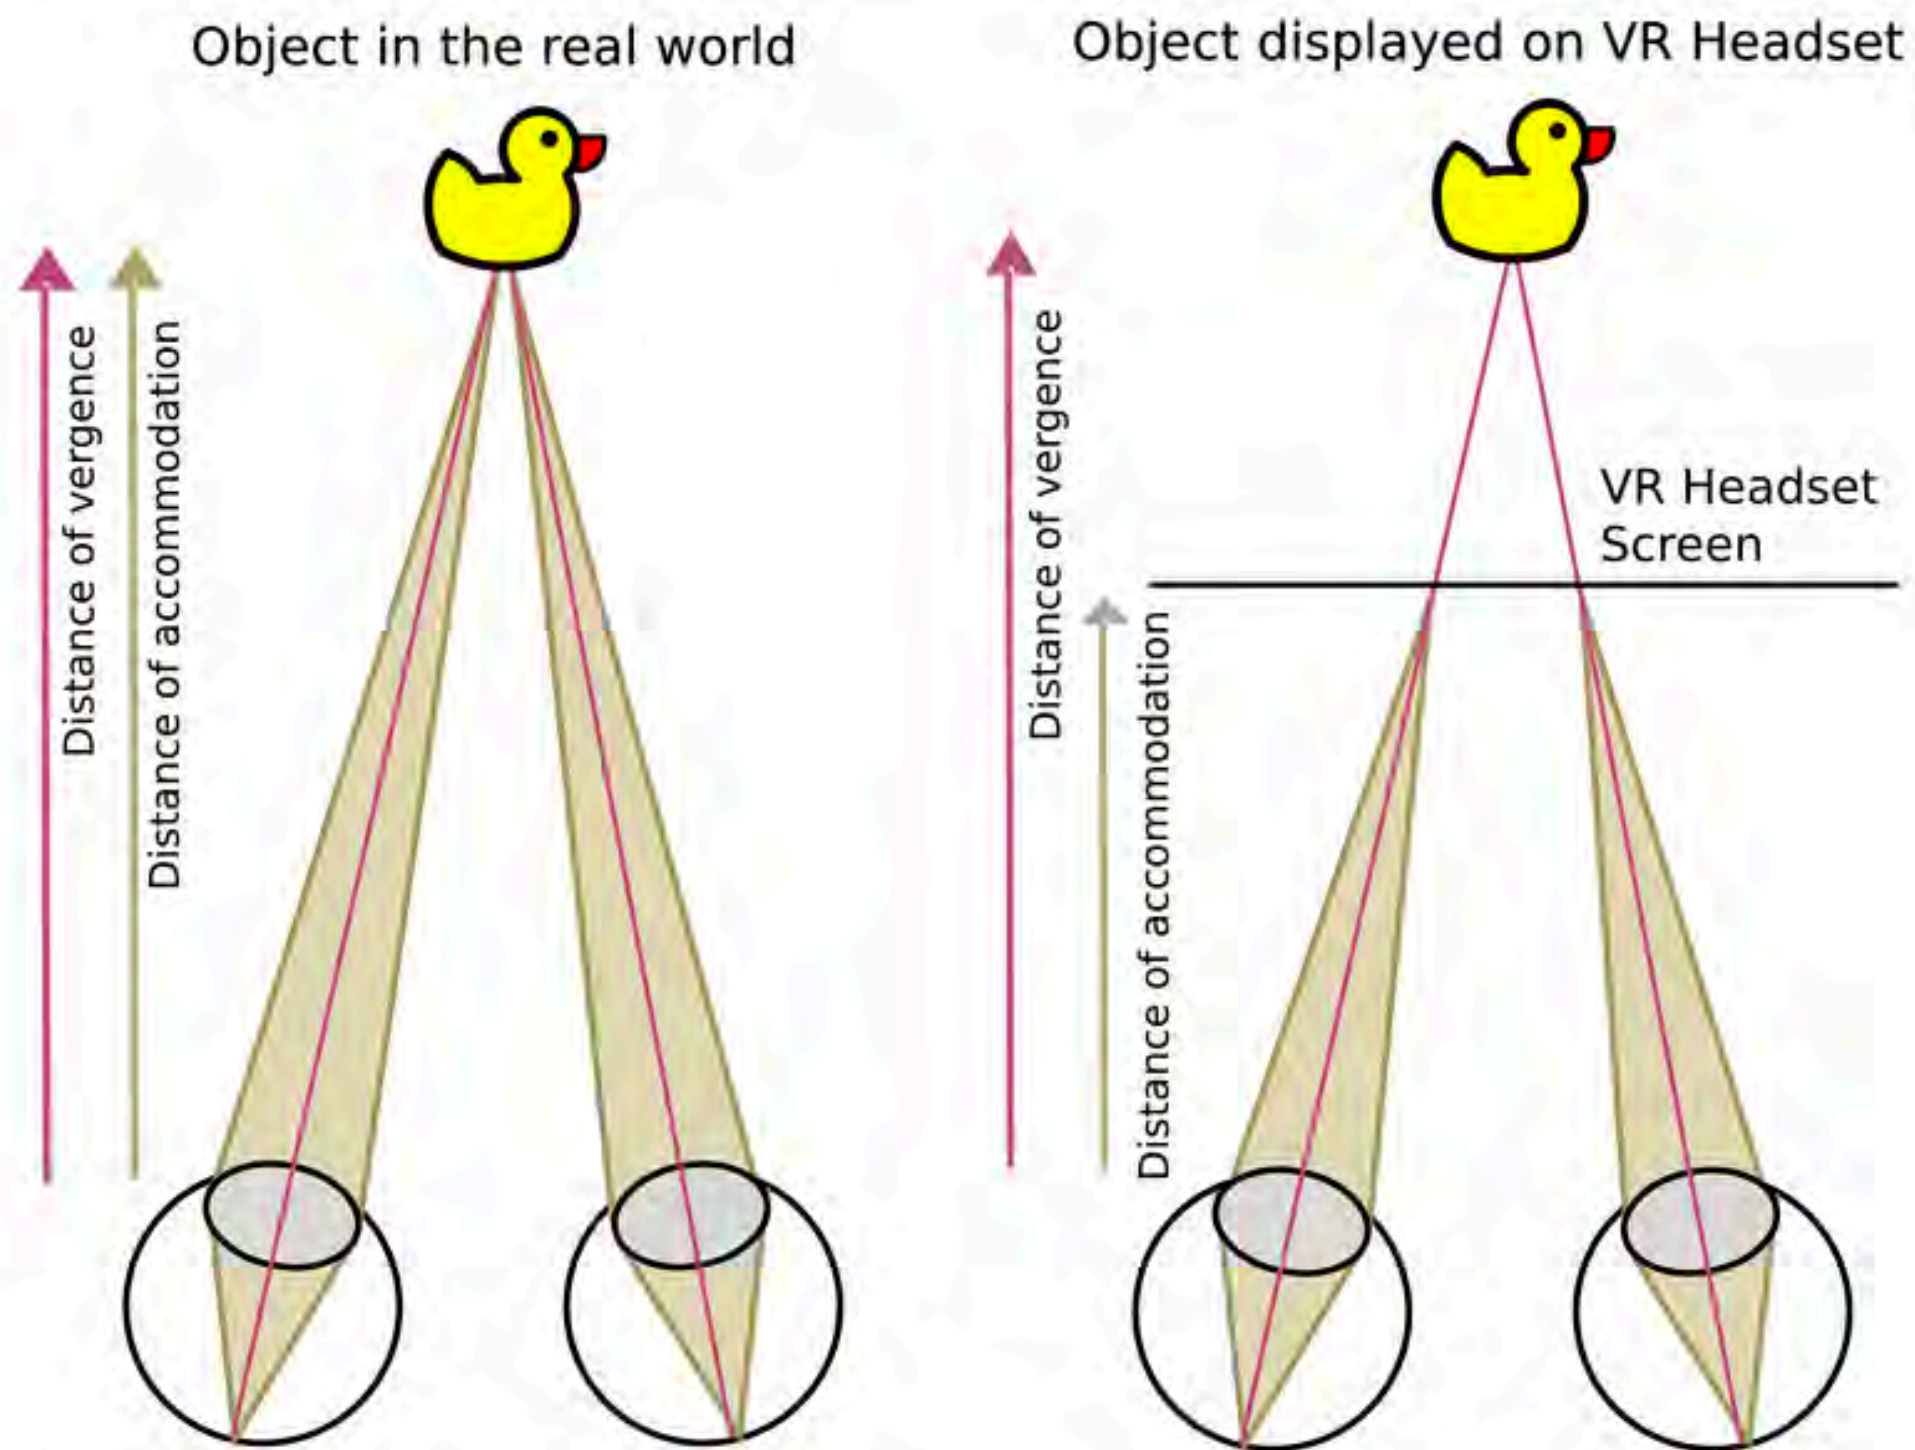 Object in the real world
Distance of vergence
Distance of accommodation
Object displayed on VR Headset
Distance of vergence
Distance of accommodation
VR Headset
Screen